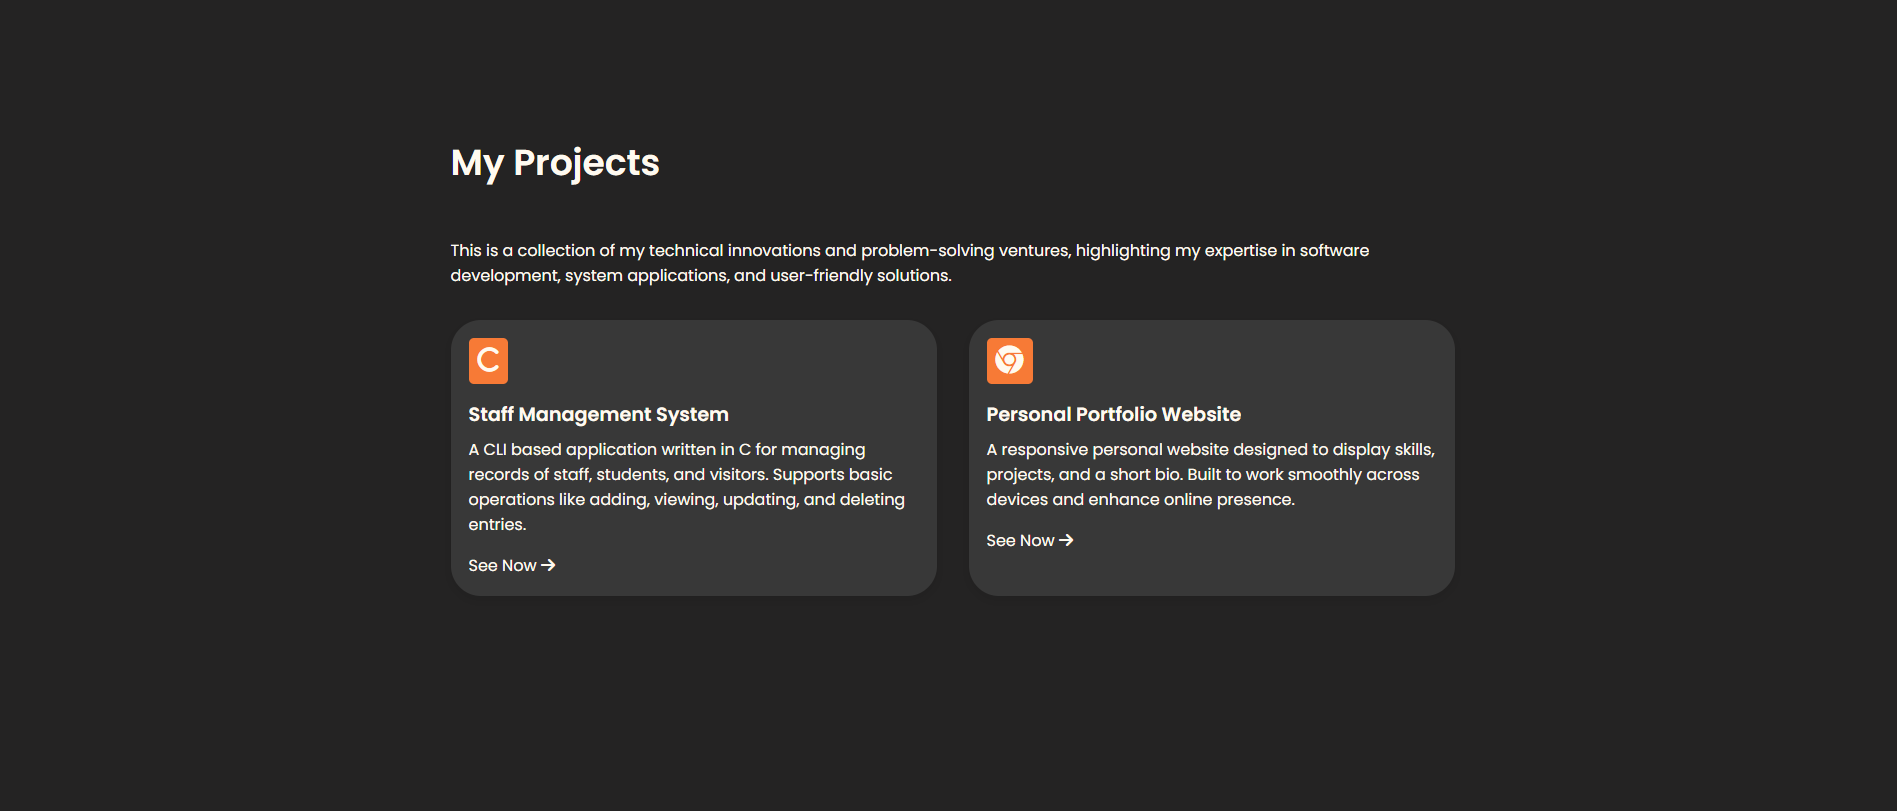 My Projects
This is a collection of my technical innovations and problem-solving ventures, highlighting my expertise in software
development, system applications, and user-friendly solutions.
C
Staff Management System
A CLI based application written in C for managing
records of staff, students, and visitors. Supports basic
operations like adding, viewing, updating, and deleting
entries.
See Now →
Personal Portfolio Website
A responsive personal website designed to display skills,
projects, and a short bio. Built to work smoothly across
devices and enhance online presence.
See Now →